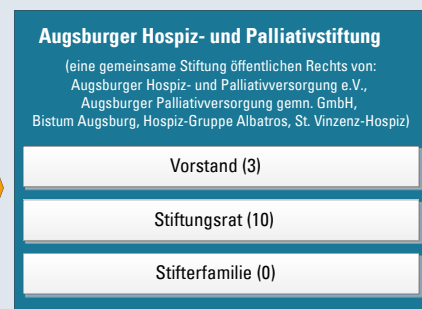 Augsburger Hospiz- und Palliativstiftung
(eine gemeinsame Stiftung öffentlichen Rechts von:
Augsburger Hospiz- und Palliativversorgung e.V.,
Augsburger Palliativversorgung gemn. GmbH,
Bistum Augsburg, Hospiz-Gruppe Albatros, St. Vinzenz-Hospiz)
Vorstand (3)
Stiftungsrat (10)
Stifterfamilie (0)